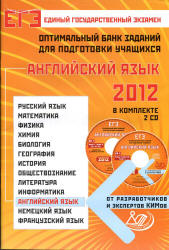 ЕГЭ
ЕДИНЫЙ ГОСУДАРСТВЕННЫЙ ЭКЗАМЕН
ОПТИМАЛЬНЫЙ БАНК ЗАДАНИЙ
ДЛЯ ПОДГОТОВКИ УЧАЩИХСЯ
АНГЛИЙСКИЙ ЯЗЫК
2012
В КОМПЛЕКТЕ
2 CD
РУССКИЙ ЯЗЫК
МАТЕМАТИКА
ФИЗИКА
ХИМИЯ
БИОЛОГИЯ
ГЕОГРАФИЯ
ИСТОРИЯ
ОБЩЕСТВОЗНАНИЕ
ЛИТЕРАТУРА
ИНФОРМАТИКА
АНГЛИЙСКИЙ ЯЗЫК
НЕМЕЦКИЙ ЯЗЫК
ФРАНЦУЗСКИЙ ЯЗЫК
ОТ РАЗРАБОТЧИКОВ
И ЭКСПЕРТОВ КИМов